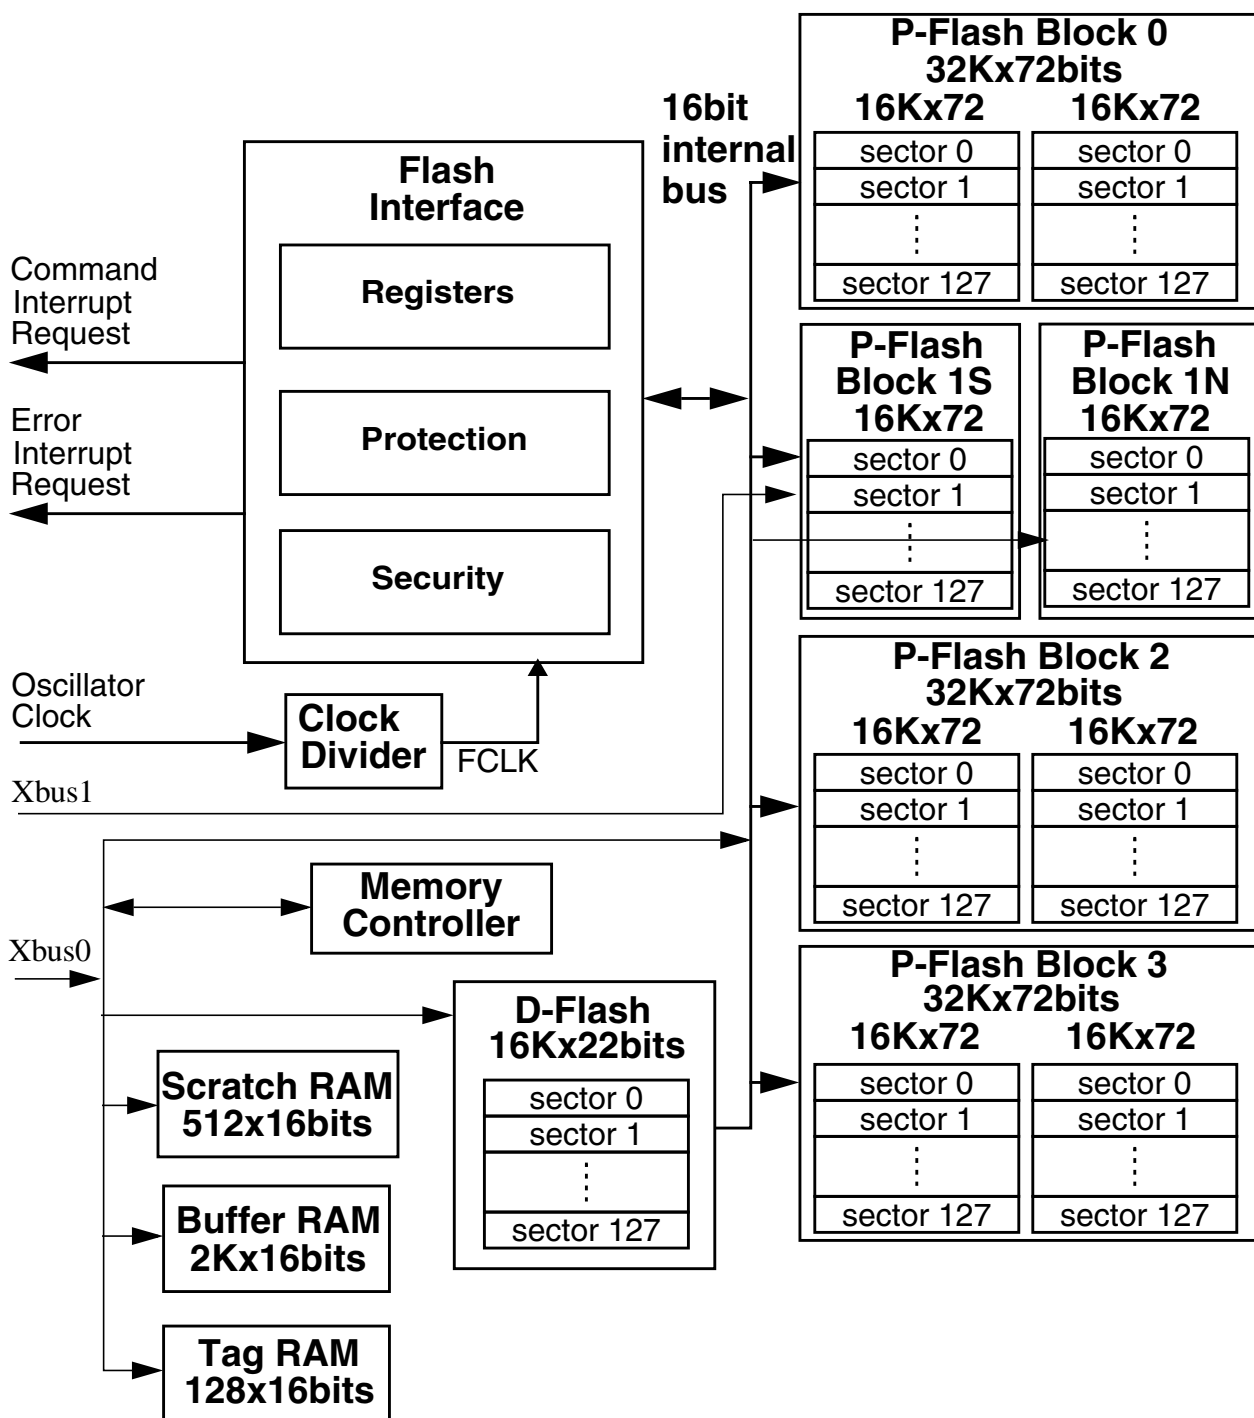 Flash
Interface
Registers
Protection
Security
Command
Interrupt
Request
Error
Interrupt
Request
Oscillator
Clock
Clock
Divider
FCLK
Xbus1
Memory
Controller
Xbus0
D-Flash
16Kx22bits
sector 0
sector 1
sector 127
Scratch RAM
512x16bits
Buffer RAM
2Kx16bits
Tag RAM
128x16bits
16bit
internal
bus
P-Flash Block 0
32Kx72bits
16Kx72 16Kx72
sector 0 sector 0
sector 1 sector 1
sector 127 sector 127
P-Flash
Block 1S
16Kx72
sector 0
sector 1
sector 127
P-Flash
Block 1N
16Kx72
sector 0
sector 1
sector 127
P-Flash Block 2
32Kx72bits
16Kx72 16Kx72
sector 0 sector 0
sector 1 sector 1
sector 127 sector 127
P-Flash Block 3
32Kx72bits
16Kx72 16Kx72
sector 0 sector 0
sector 1 sector 1
sector 127 sector 127